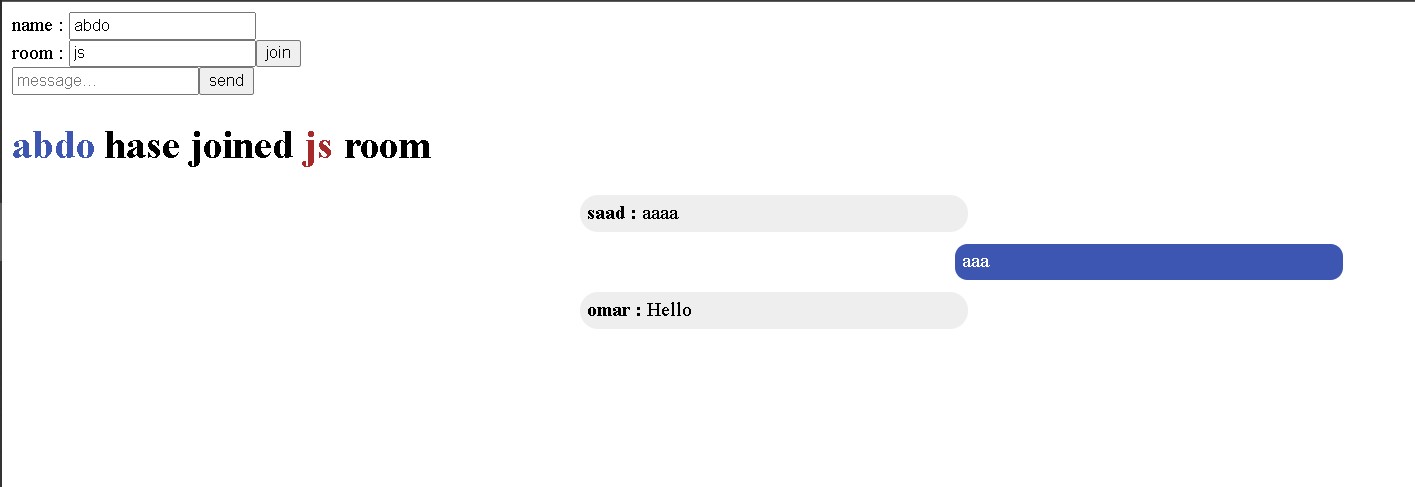 name : abdo
room : js join
message... send
abdo hase joined js room
saad : aaaa
aaa
omar : Hello